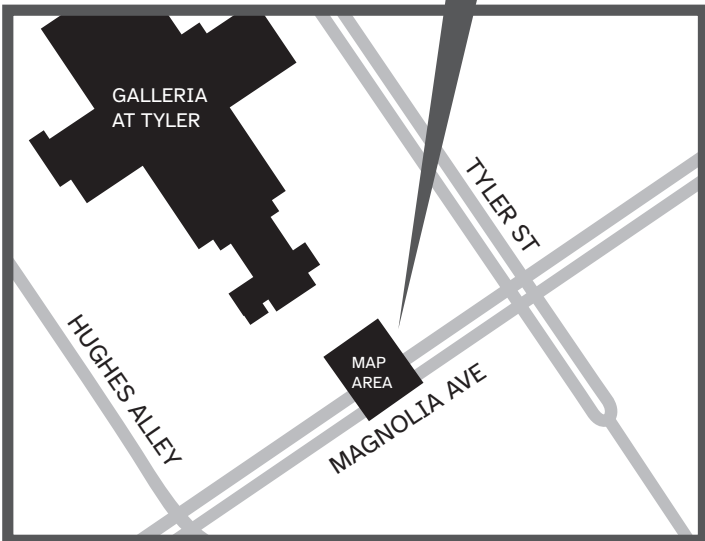 GALLERIA
AT TYLER
TYLER ST
HUGHES ALLEY
MAP
AREA
MAGNOLIA AVE